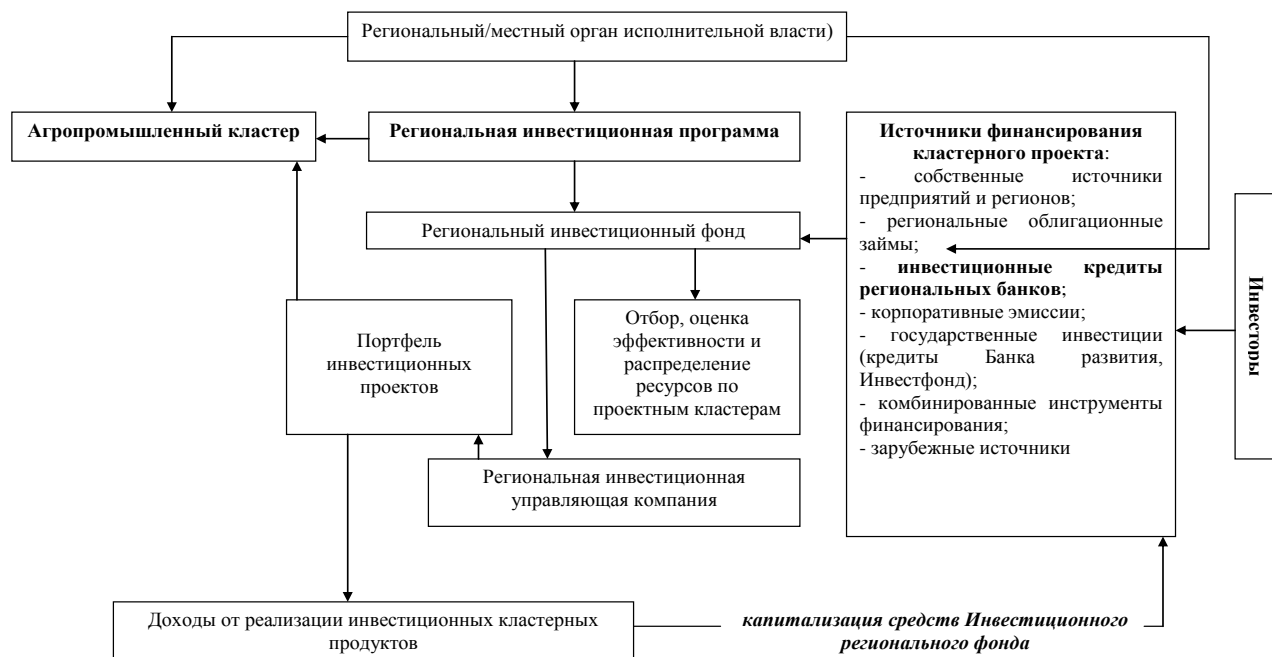 Региональный/местный орган исполнительной власти)
Агропромышленный кластер
Региональная инвестиционная программа
Региональный инвестиционный фонд
Портфель
инвестиционных
проектов
Отбор, оценка
эффективности и
распределение
ресурсов по
проектным кластерам
Региональная инвестиционная
управляющая компания
Источники финансирования
кластерного проекта:
- собственные источники
предприятий и регионов;
- региональные облигационные
займы;
- инвестиционные кредиты
региональных банков;
- корпоративные эмиссии;
- государственные инвестиции
(кредиты Банка развития,
Инвестфонд);
- комбинированные инструменты
финансирования;
- зарубежные источники
Инвесторы
Доходы от реализации инвестиционных кластерных
продуктов
капитализация средств Инвестиционного
регионального фонда